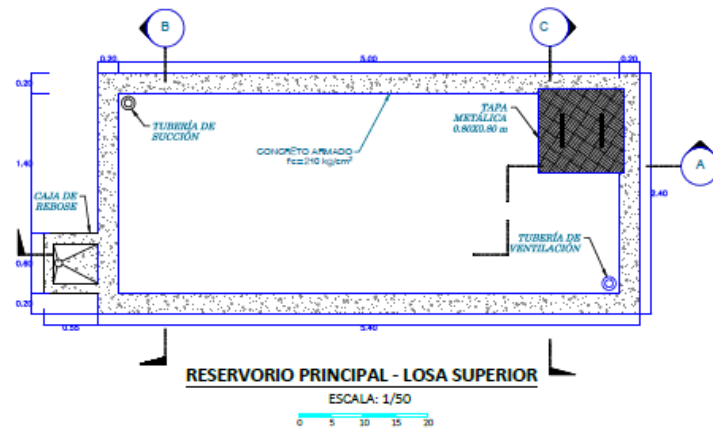 B
C
0.20
5.00
0.20
0.20
TUBERÍA DE
SUCCIÓN
TAPA
METÁLICA
0.80X0.80 m
CONCRETO ARMADO
f'c=210 kg/cm²
1.40
A
2.40
CAJA DE
REBOSE
TUBERÍA DE
VENTILACIÓN
0.60
0.20
0.55
5.40
RESERVORIO PRINCIPAL - LOSA SUPERIOR
ESCALA: 1/50
0 5 10 15 20